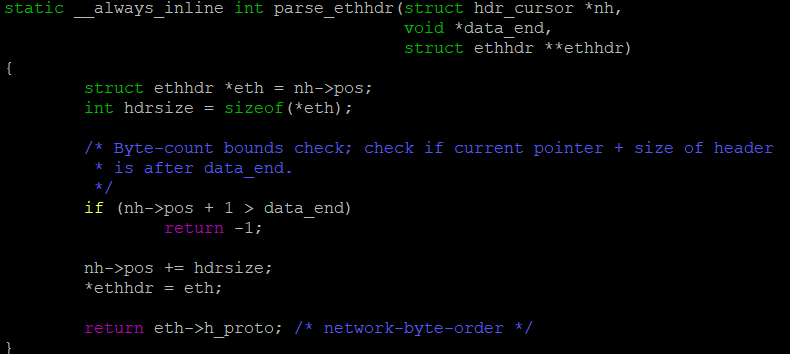 static __always_inline int parse_ethhdr(struct hdr_cursor *nh,
                                        void *data_end,
                                        struct ethhdr **ethhdr)
{
        struct ethhdr *eth = nh->pos;
        int hdrsize = sizeof(*eth);

        /* Byte-count bounds check; check if current pointer + size of header
         * is after data_end.
         */
        if (nh->pos + 1 > data_end)
                return -1;

        nh->pos += hdrsize;
        *ethhdr = eth;

        return eth->h_proto; /* network-byte-order */
}